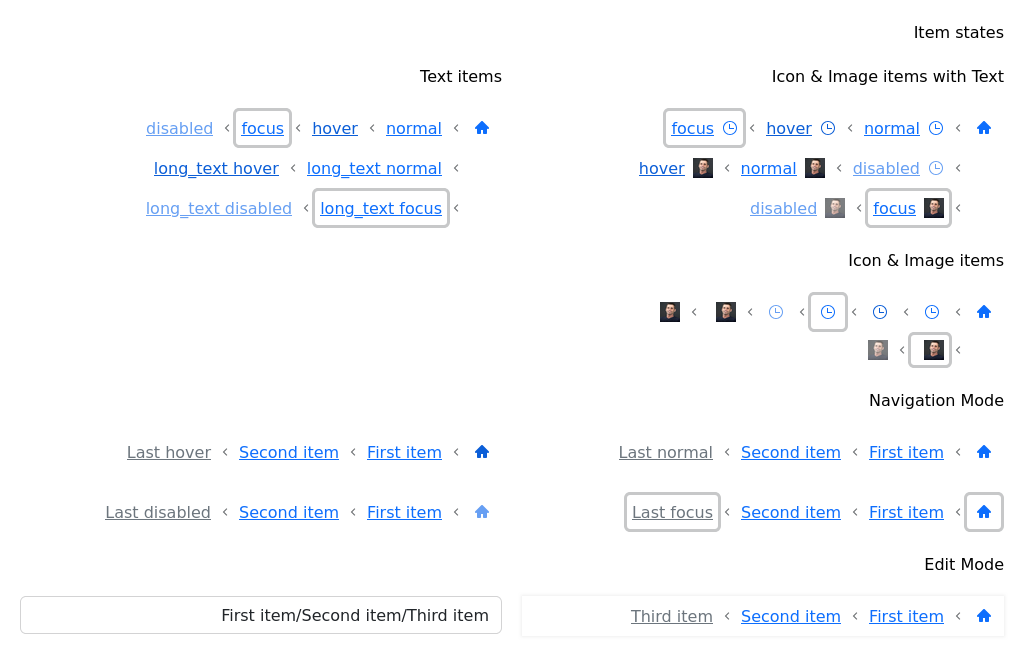 Item states
Text items
Icon & Image items with Text
disabled focus hover normal
focus hover normal
long_text hover long_text normal
hover normal disabled
long_text disabled long_text focus
disabled focus
Icon & Image items
Navigation Mode
Last hover Second item First item
Last normal Second item First item
Last disabled Second item First item
Last focus Second item First item
Edit Mode
First item/Second item/Third item
Third item Second item First item